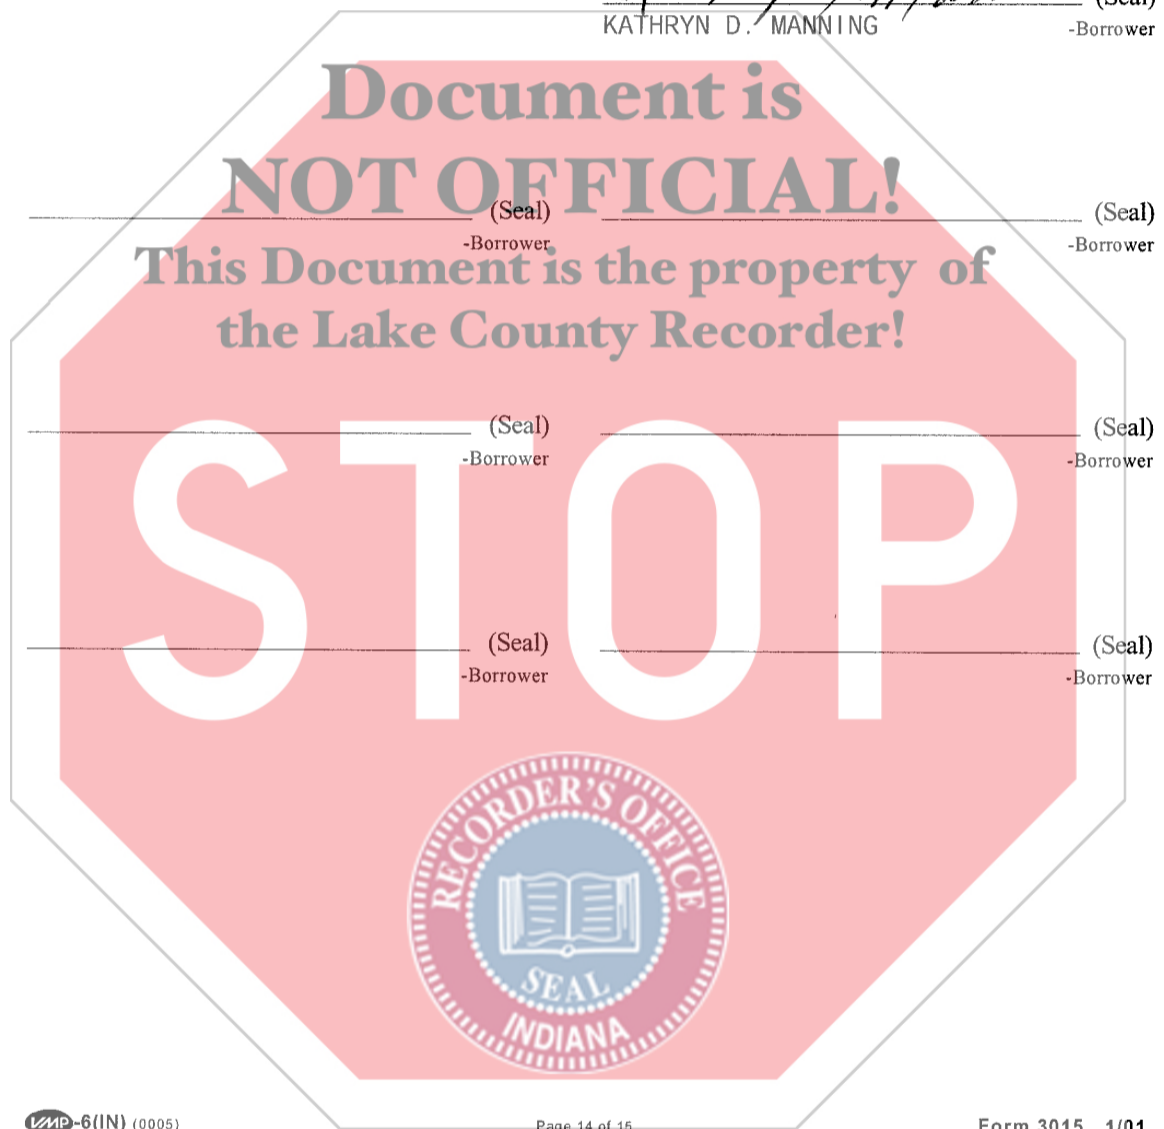 (Seal)
KATHRYN D. MANNING -Borrower
Document is
NOT OFFICIAL!
(Seal) (Seal)
-Borrower -Borrower
This Document is the property of
the Lake County Recorder!
(Seal) (Seal)
-Borrower -Borrower
STOP
(Seal) (Seal)
-Borrower -Borrower
RECORDER'S OFFICE
SEAL
INDIANA
VMP-6(IN) (0005) Page 14 of 15 Form 3015 1/01